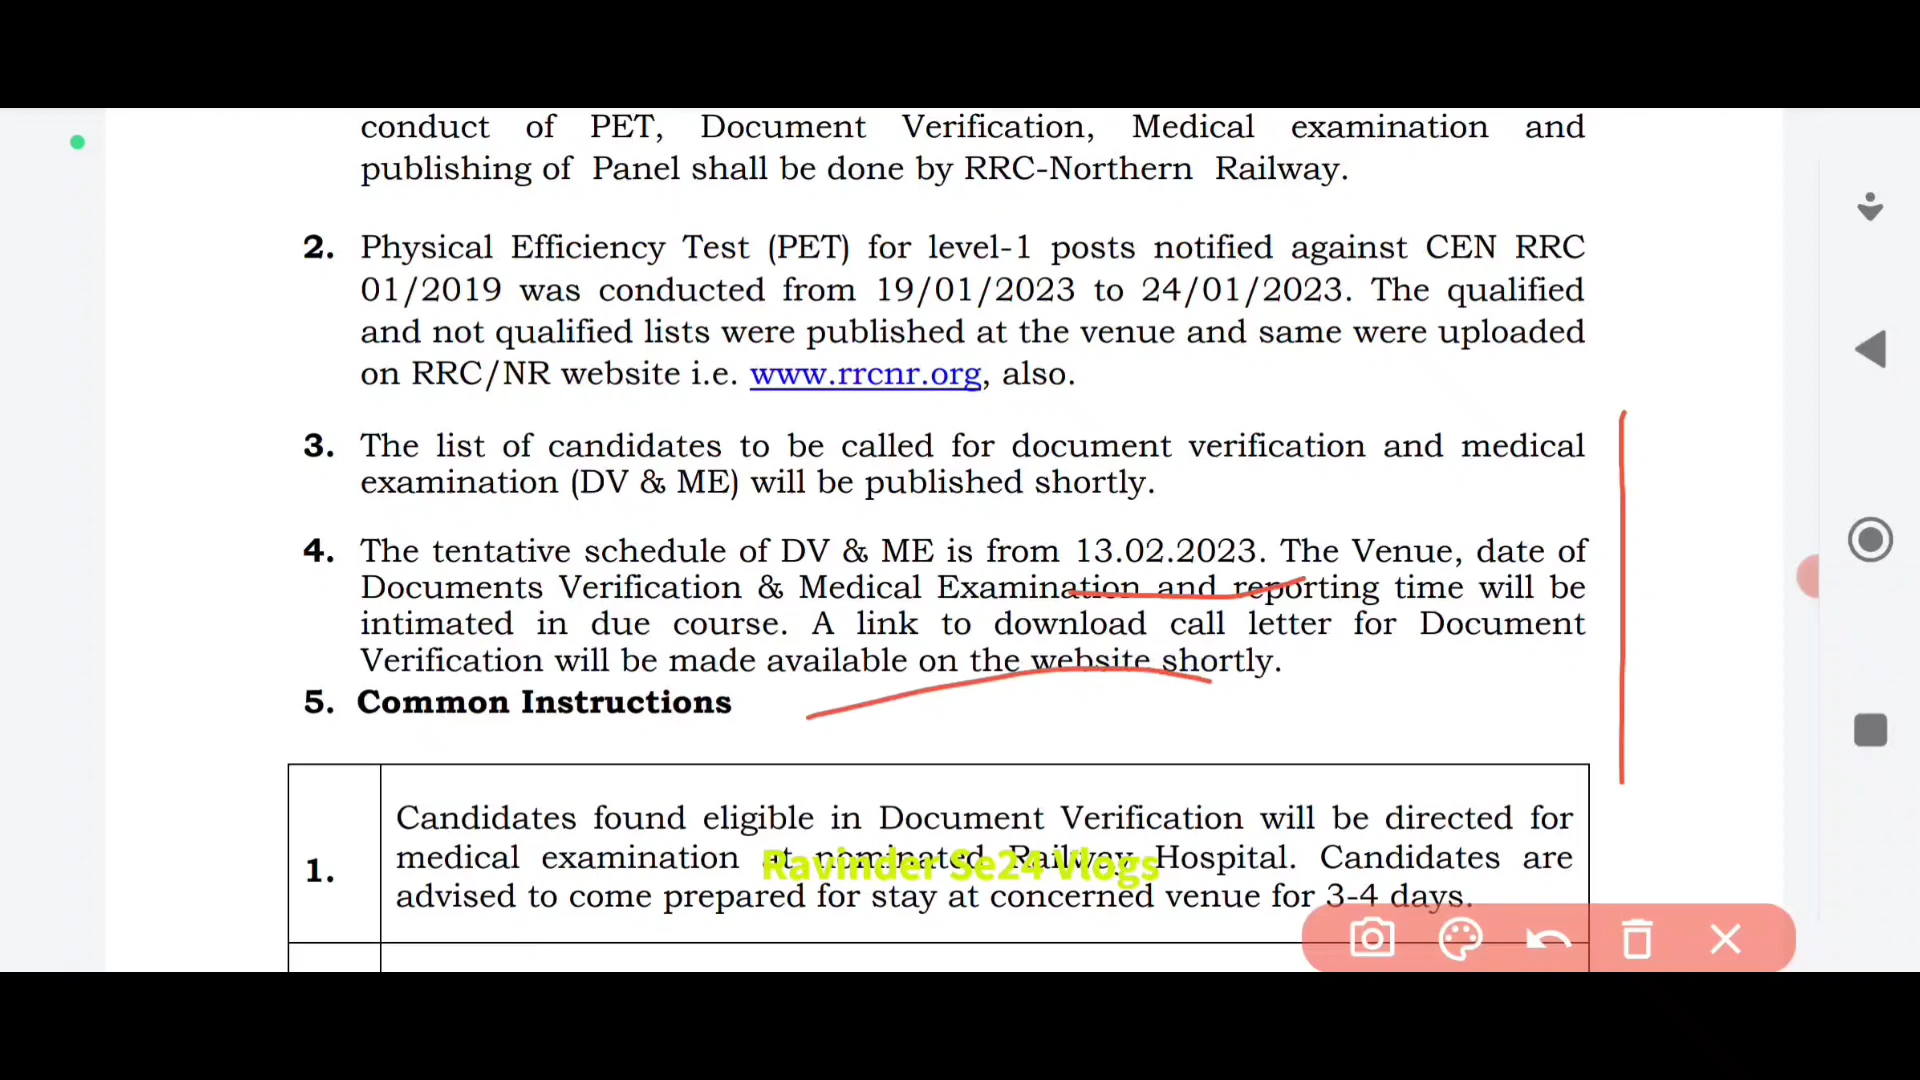 conduct of PET, Document Verification, Medical examination and
publishing of Panel shall be done by RRC-Northern Railway.
2. Physical Efficiency Test (PET) for level-1 posts notified against CEN RRC
01/2019 was conducted from 19/01/2023 to 24/01/2023. The qualified
and not qualified lists were published at the venue and same were uploaded
on RRC/NR website i.e. www.rrcnr.org, also.
3. The list of candidates to be called for document verification and medical
examination (DV & ME) will be published shortly.
4. The tentative schedule of DV & ME is from 13.02.2023. The Venue, date of
Documents Verification & Medical Examination and reporting time will be
intimated in due course. A link to download call letter for Document
Verification will be made available on the website shortly.
5. Common Instructions
Candidates found eligible in Document Verification will be directed for
1. medical examination at nominated Railway Hospital. Candidates are
Ravinder Se24 Vlogs
advised to come prepared for stay at concerned venue for 3-4 days.